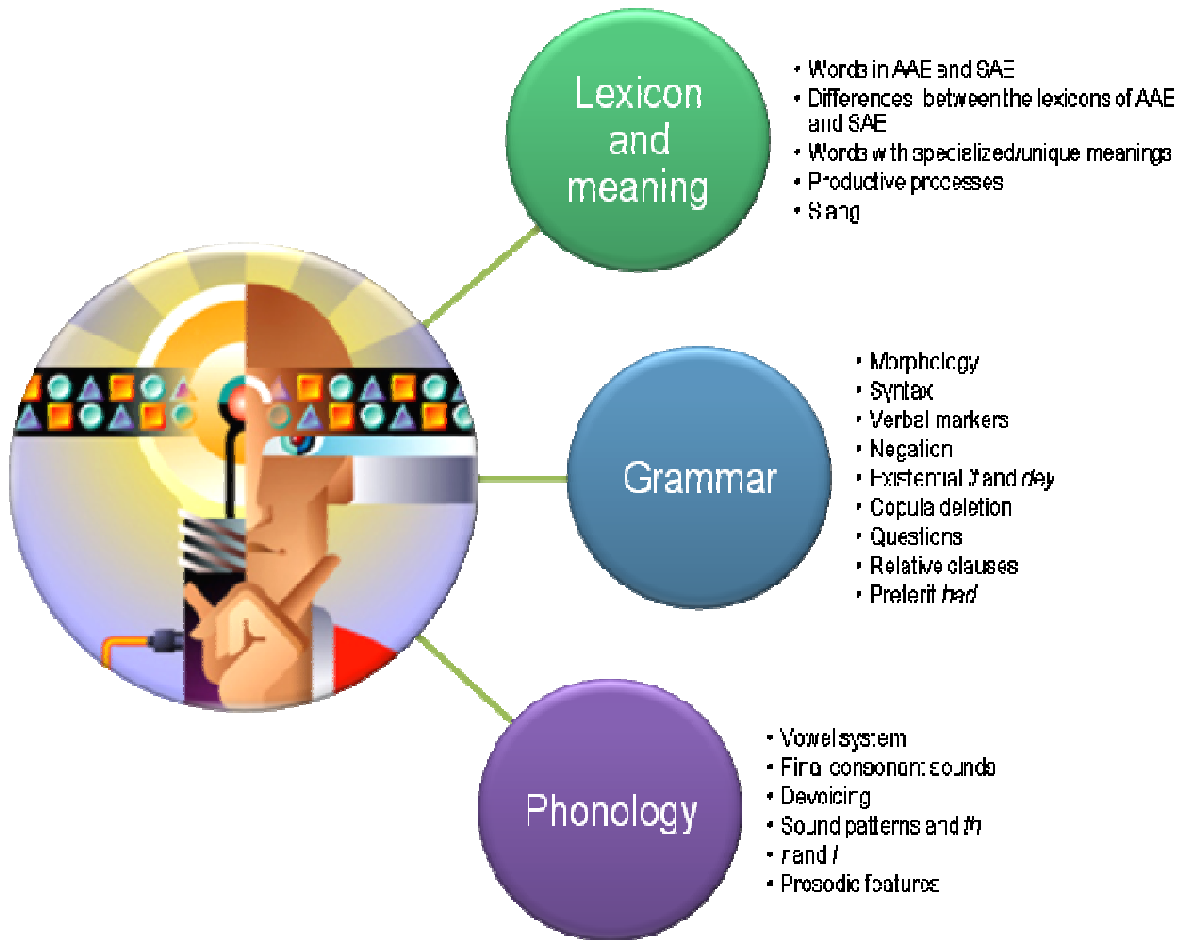 Lexicon
and
meaning
• Words in AAE and SAE
• Differences between the lexicons of AAE
and SAE
• Words with specialized/unique meanings
• Productive processes
• Slang
Grammar
• Morphology
• Syntax
• Verbal markers
• Negation
• Existential it and dey
• Copula deletion
• Questions
• Relative clauses
• Preterit had
Phonology
• Vowel system
• Final consonant sounds
• Devoicing
• Sound patterns and th
• r and l
• Prosodic features